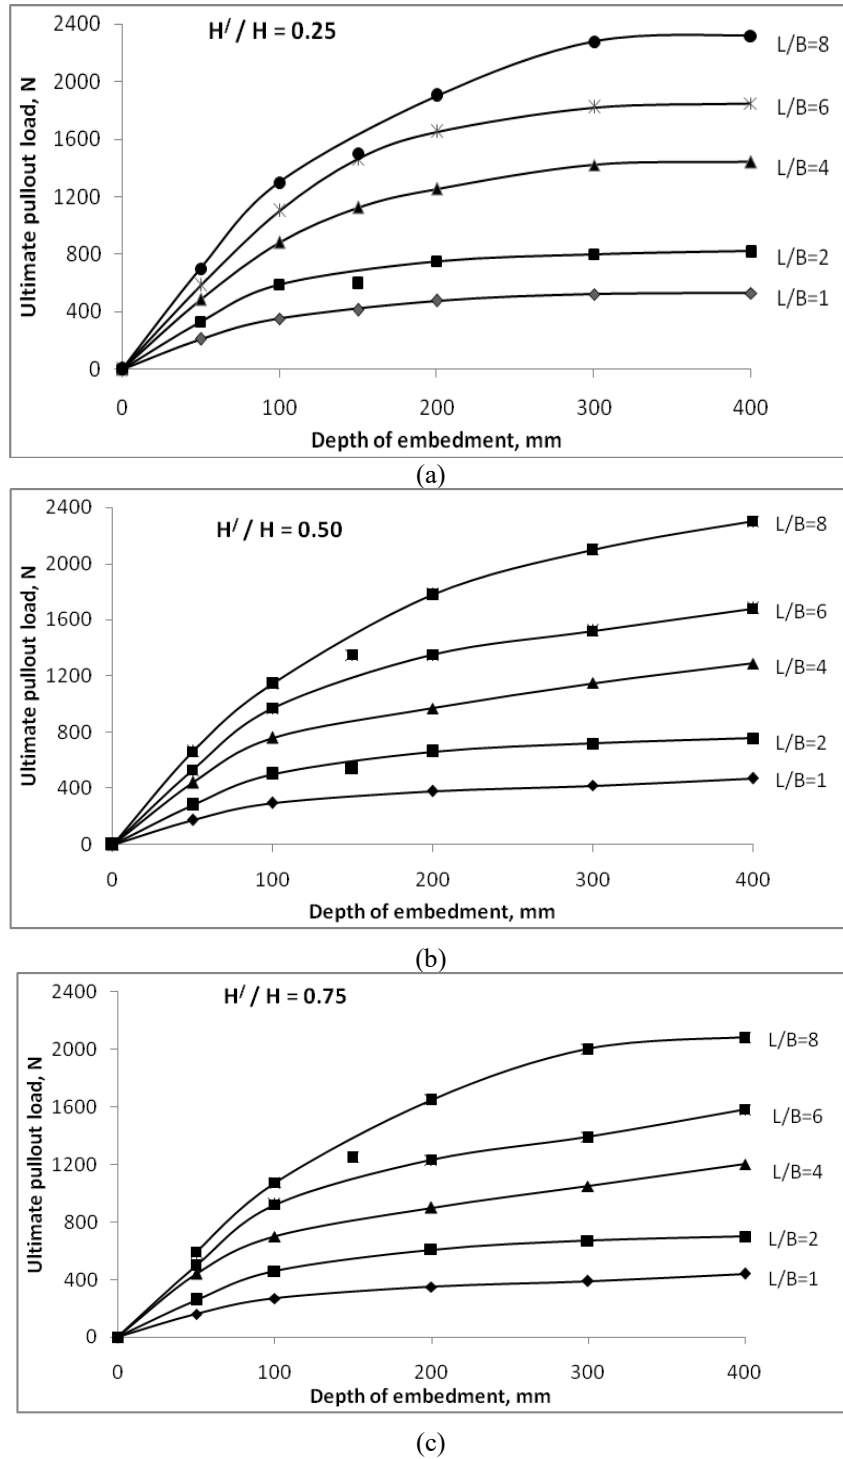 H/ / H = 0.25
Ultimate pullout load, N
2400
2000
1600
1200
800
400
0
L/B=8
L/B=6
L/B=4
L/B=2
L/B=1
0 100 200 300 400
Depth of embedment, mm
(a)
H/ / H = 0.50
Ultimate pullout load, N
2400
2000
1600
1200
800
400
0
L/B=8
L/B=6
L/B=4
L/B=2
L/B=1
0 100 200 300 400
Depth of embedment, mm
(b)
H/ / H = 0.75
Ultimate pullout load, N
2400
2000
1600
1200
800
400
0
L/B=8
L/B=6
L/B=4
L/B=2
L/B=1
0 100 200 300 400
Depth of embedment, mm
(c)